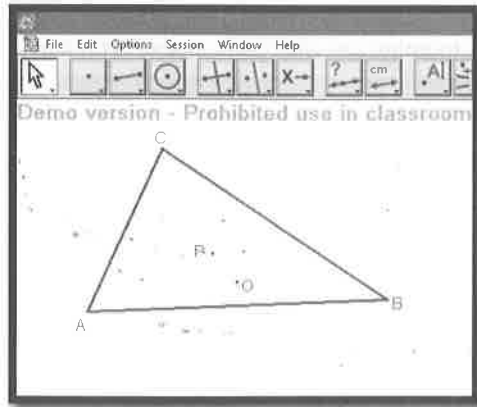 File Edit Options Session Window Help
? cm A
Demo version - Prohibited use in classroom
C
P
O
A
B